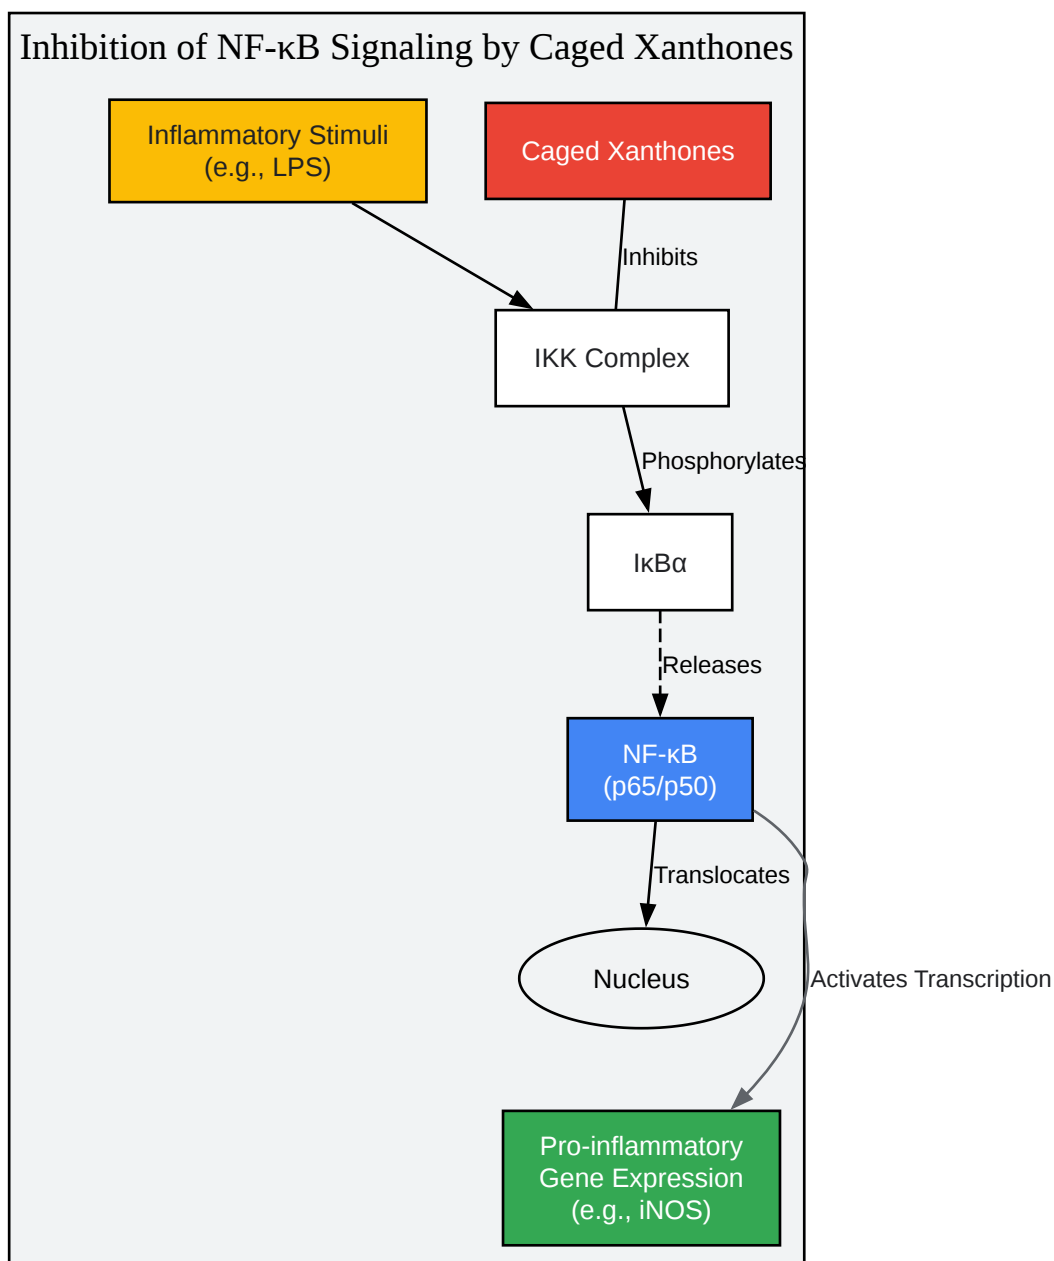 Inhibition of NF-κB Signaling by Caged Xanthones
Inflammatory Stimuli
(e.g., LPS)
Caged Xanthones
Inhibits
IKK Complex
Phosphorylates
IκBα
Releases
NF-κB
(p65/p50)
Translocates
Nucleus
Activates Transcription
Pro-inflammatory
Gene Expression
(e.g., iNOS)